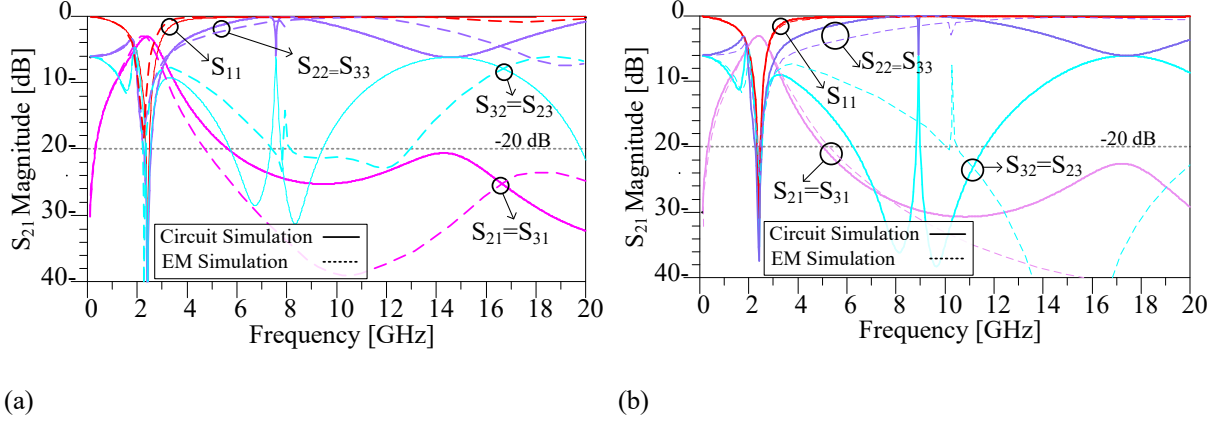 0
10-
20-
30-
40-
S21 Magnitude [dB]
S11
S22=S33
S32=S23
-20 dB
S21=S31
Circuit Simulation
EM Simulation
0 2 4 6 8 10 12 14 16 18 20
Frequency [GHz]
(a)
0
10-
20-
30-
40-
S21 Magnitude [dB]
S22=S33
S11
-20 dB
S32=S23
S21=S31
Circuit Simulation
EM Simulation
0 2 4 6 8 10 12 14 16 18 20
Frequency [GHz]
(b)